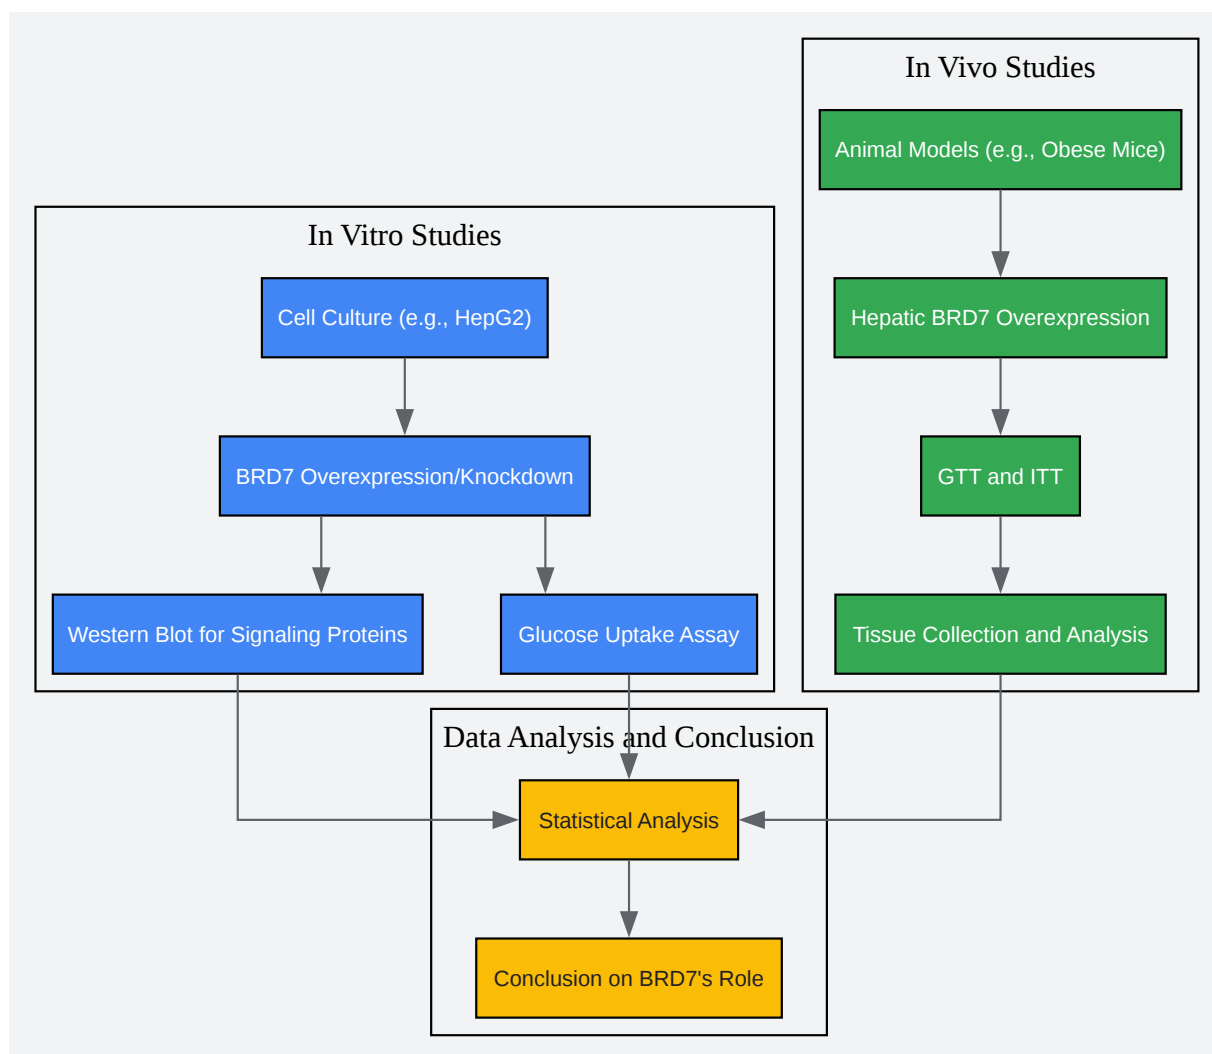 In Vivo Studies
Animal Models (e.g., Obese Mice)
Hepatic BRD7 Overexpression
GTT and ITT
Tissue Collection and Analysis
In Vitro Studies
Cell Culture (e.g., HepG2)
BRD7 Overexpression/Knockdown
Western Blot for Signaling Proteins
Glucose Uptake Assay
Data Analysis and Conclusion
Statistical Analysis
Conclusion on BRD7's Role